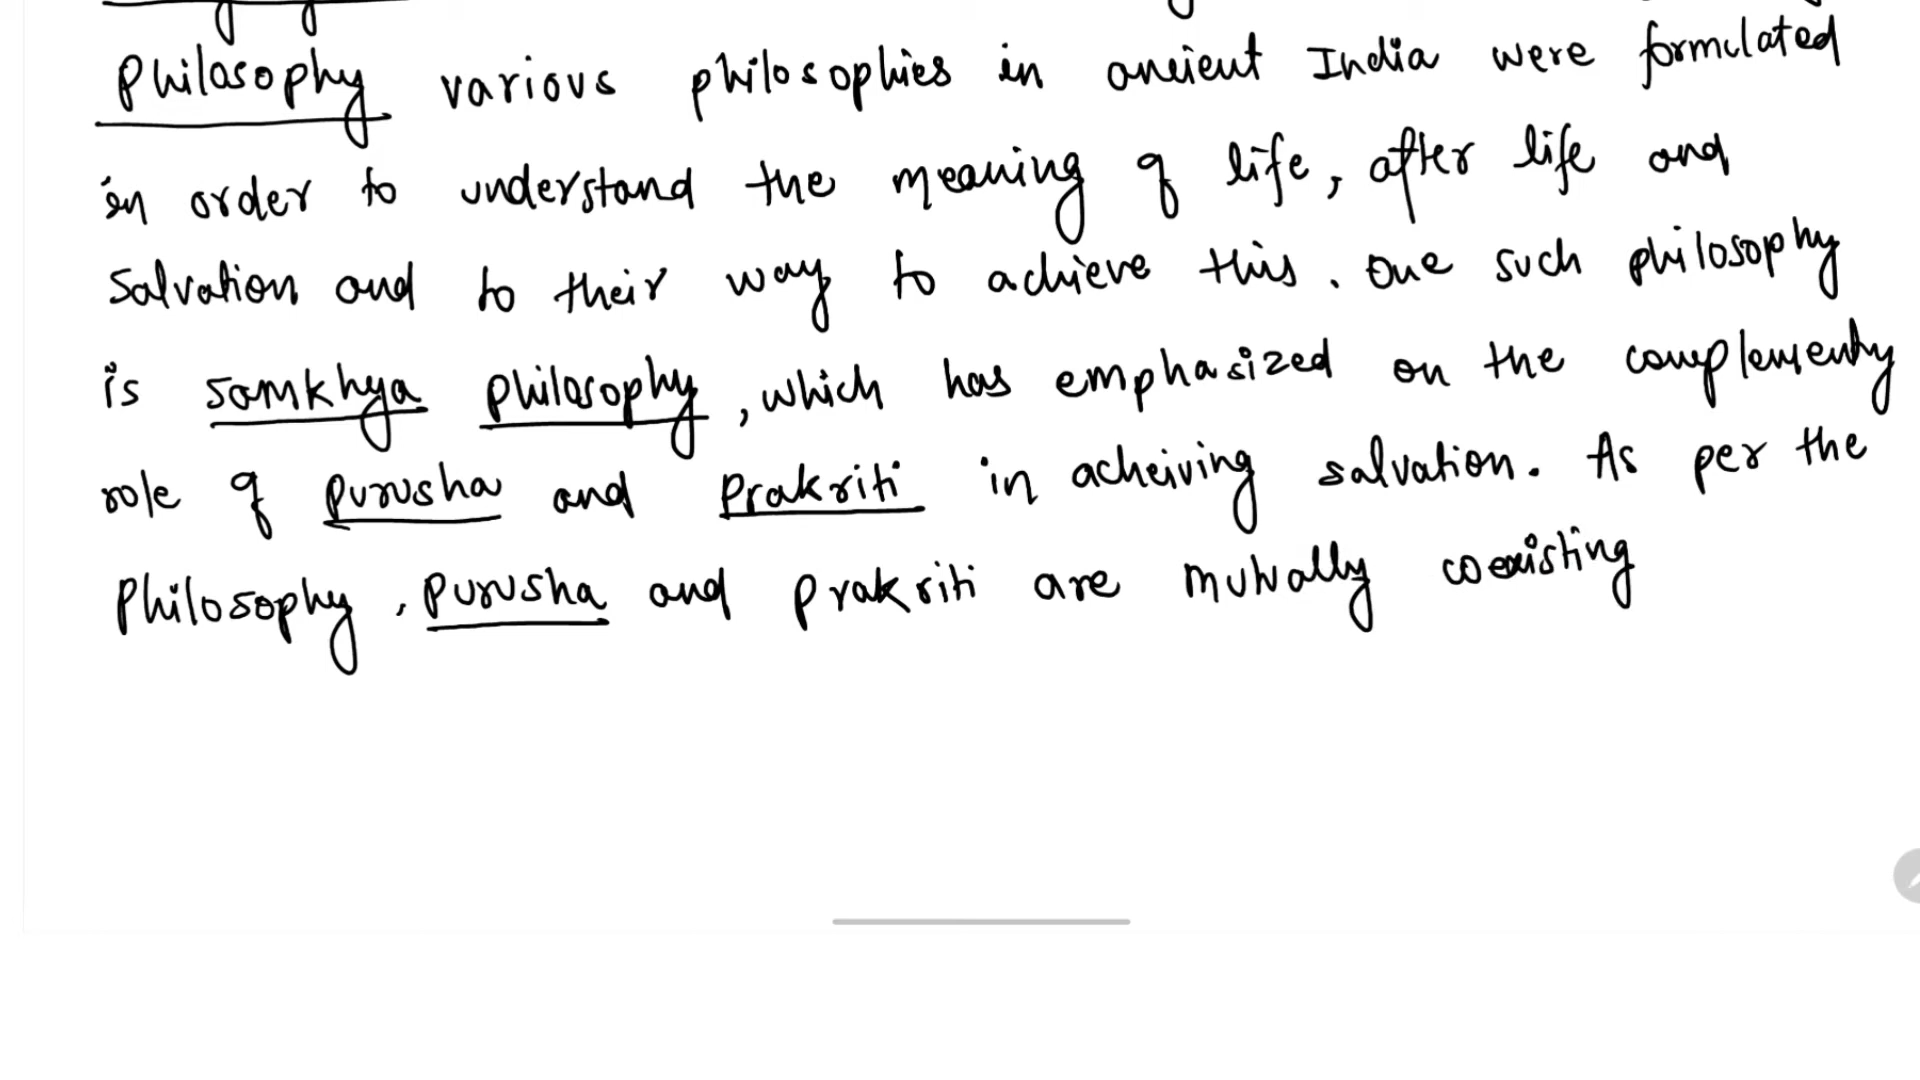 Philosophy various philosophies in ancient India were formulated
in order to understand the meaning of life, after life and
salvation and to their way to achieve this. One such philosophy
is samkhya philosophy, which has emphasized on the complementy
role of purusha and prakriti in acheiving salvation. As per the
philosophy, purusha and prakriti are mutually coexisting